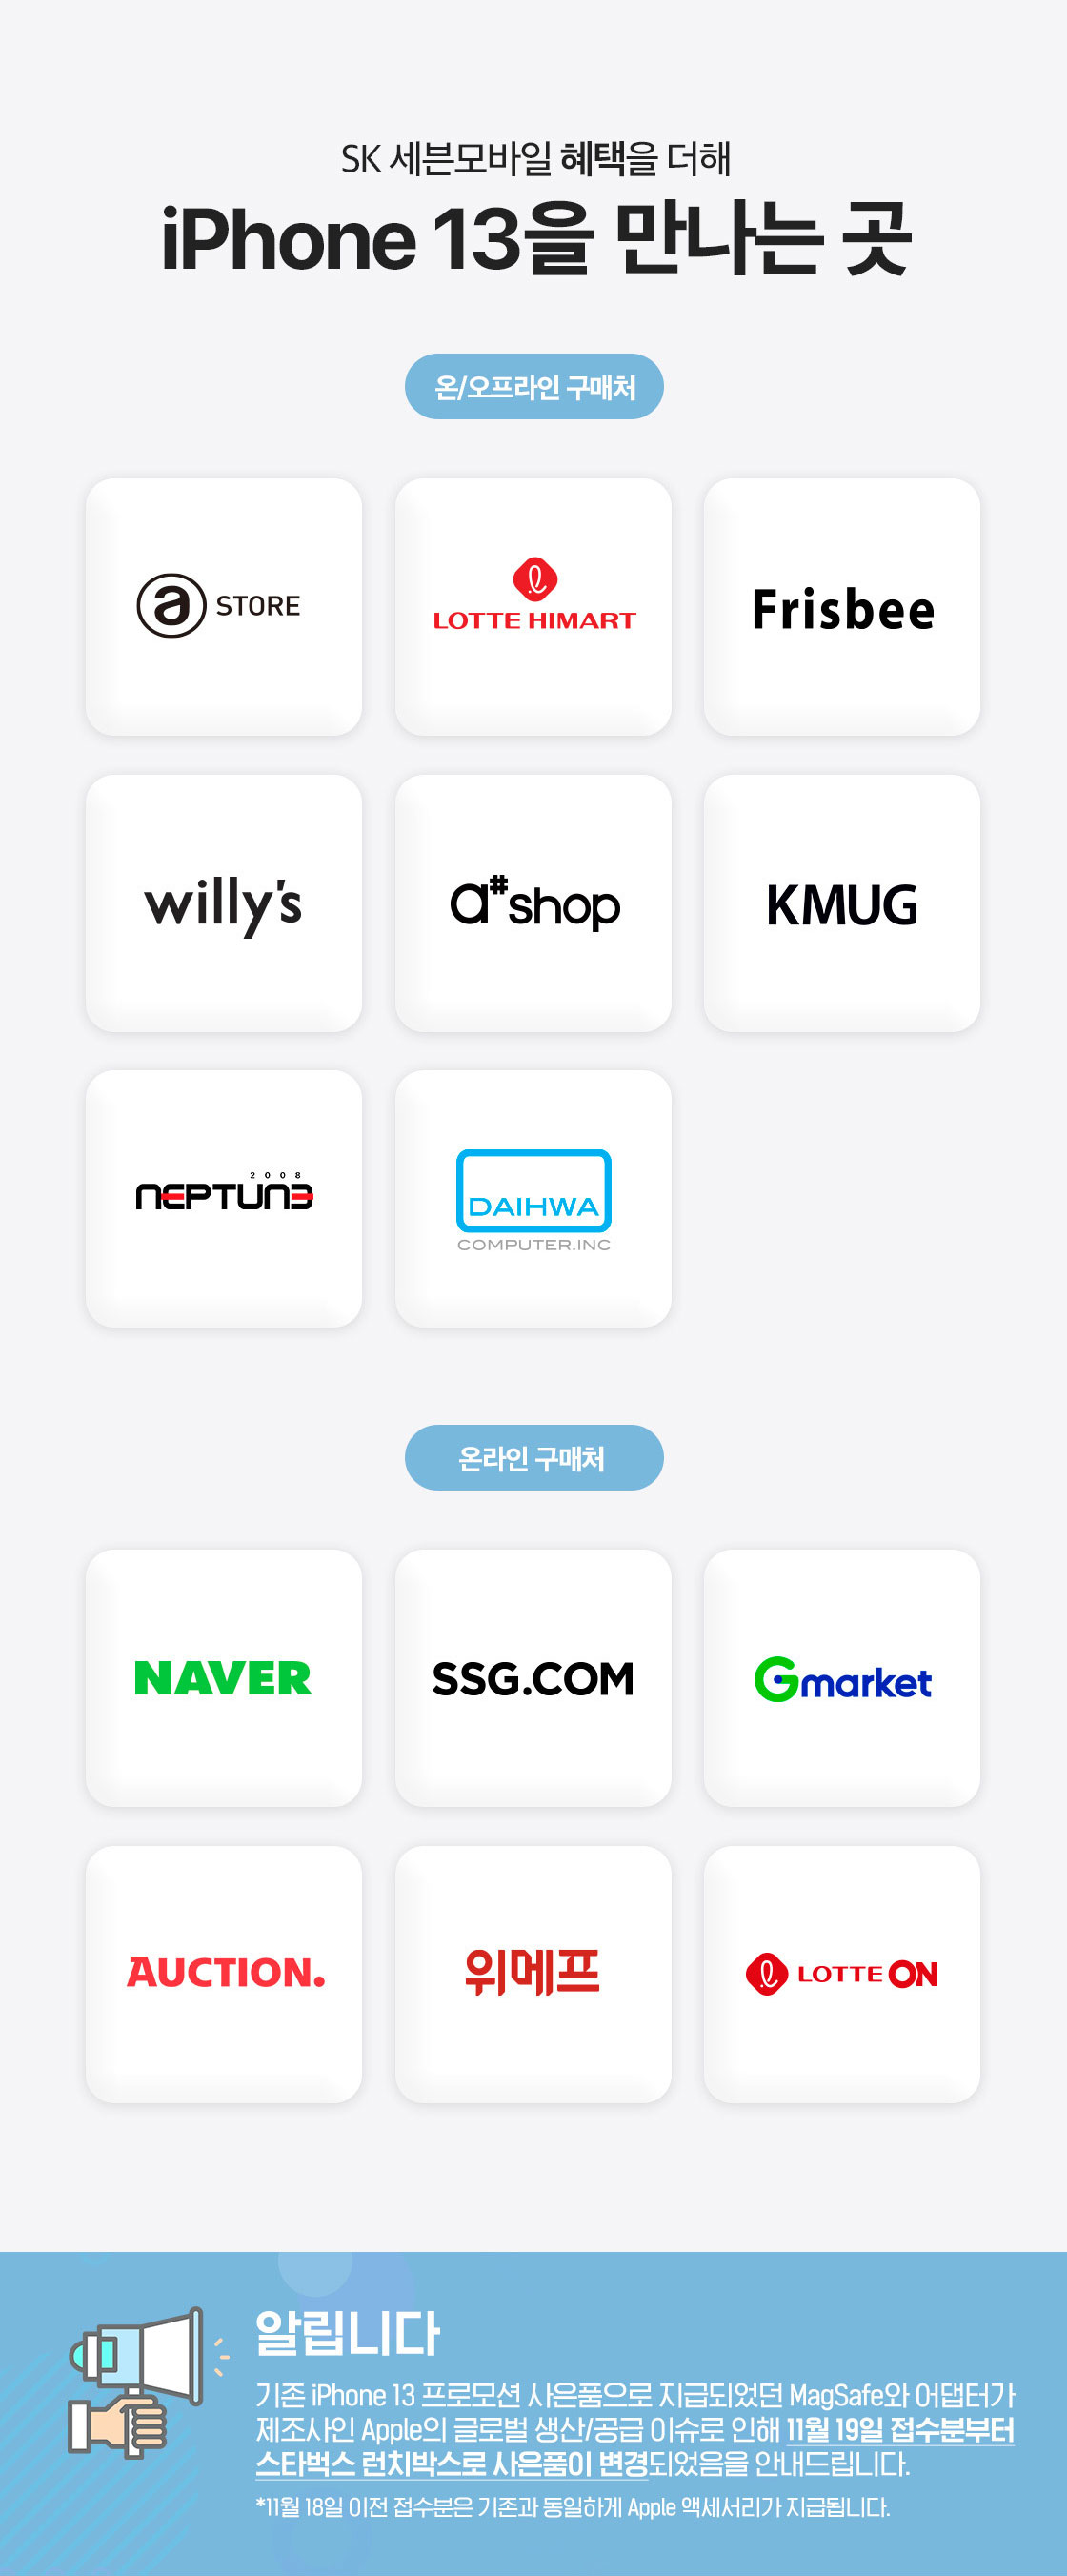 SK 세븐모바일 혜택을 더해
iPhone 13을 만나는 곳
온/오프라인 구매처
a STORE
LOTTE HIMART
Frisbee
willy's
a#shop
KMUG
2008
NEPTUNE
DAIHWA
COMPUTER.INC
온라인 구매처
NAVER
SSG.COM
Gmarket
AUCTION.
위메프
LOTTE ON
알립니다
기존 iPhone 13 프로모션 사은품으로 지급되었던 MagSafe와 어댑터가
제조사인 Apple의 글로벌 생산/공급 이슈로 인해 11월 19일 접수분부터
스타벅스 런치박스로 사은품이 변경되었음을 안내드립니다.
*11월 18일 이전 접수분은 기존과 동일하게 Apple 액세서리가 지급됩니다.